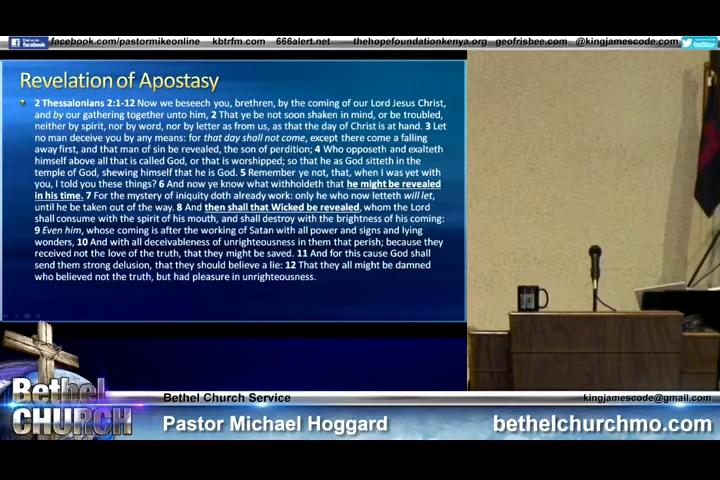 Find us on facebook
facebook.com/pastormikeonline kbtrfm.com 666alert.net thehopefoundationkenya.org geofrisbee.com @kingjamescode.com
Revelation of Apostasy
2 Thessalonians 2:1-12 Now we beseech you, brethren, by the coming of our Lord Jesus Christ,
and by our gathering together unto him, 2 That ye be not soon shaken in mind, or be troubled,
neither by spirit, nor by word, nor by letter as from us, as that the day of Christ is at hand. 3 Let
no man deceive you by any means: for that day shall not come, except there come a falling
away first, and that man of sin be revealed, the son of perdition; 4 Who opposeth and exalteth
himself above all that is called God, or that is worshipped; so that he as God sitteth in the
temple of God, shewing himself that he is God. 5 Remember ye not, that, when I was yet with
you, I told you these things? 6 And now ye know what withholdeth that he might be revealed
in his time. 7 For the mystery of iniquity doth already work: only he who now letteth will let,
until he be taken out of the way. 8 And then shall that Wicked be revealed, whom the Lord
shall consume with the spirit of his mouth, and shall destroy with the brightness of his coming:
9 Even him, whose coming is after the working of Satan with all power and signs and lying
wonders, 10 And with all deceivableness of unrighteousness in them that perish; because they
received not the love of the truth, that they might be saved. 11 And for this cause God shall
send them strong delusion, that they should believe a lie: 12 That they all might be damned
who believed not the truth, but had pleasure in unrighteousness.
Bethel
CHURCH
Bethel Church Service kingjamescode@gmail.com
Pastor Michael Hoggard bethelchurchmo.com